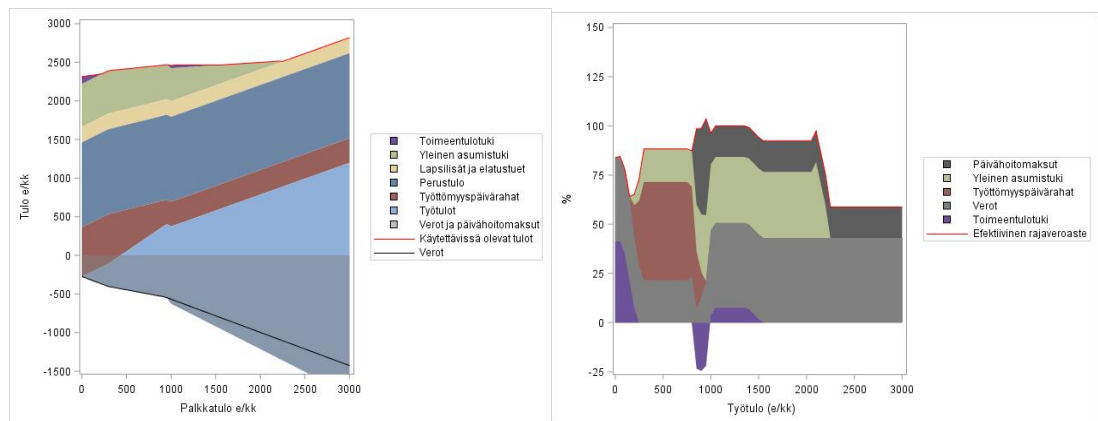 3000
2500
2000
1500
1000
500
0
-500
-1000
-1500
Tulo e/kk
0 500 1000 1500 2000 2500 3000
Palkkatulo e/kk
Toimeentulotuki
Yleinen asumistuki
Lapsilisät ja elatustuet
Perustulo
Työttömyyspäivärahat
Työtulot
Verot ja päivähoitomaksut
Käytettävissä olevat tulot
Verot
150
125
100
75
50
25
0
-25
%
0 500 1000 1500 2000 2500 3000
Työtulo (e/kk)
Päivähoitomaksut
Yleinen asumistuki
Työttömyyspäivärahat
Verot
Toimeentulotuki
Efektiivinen rajaveroaste